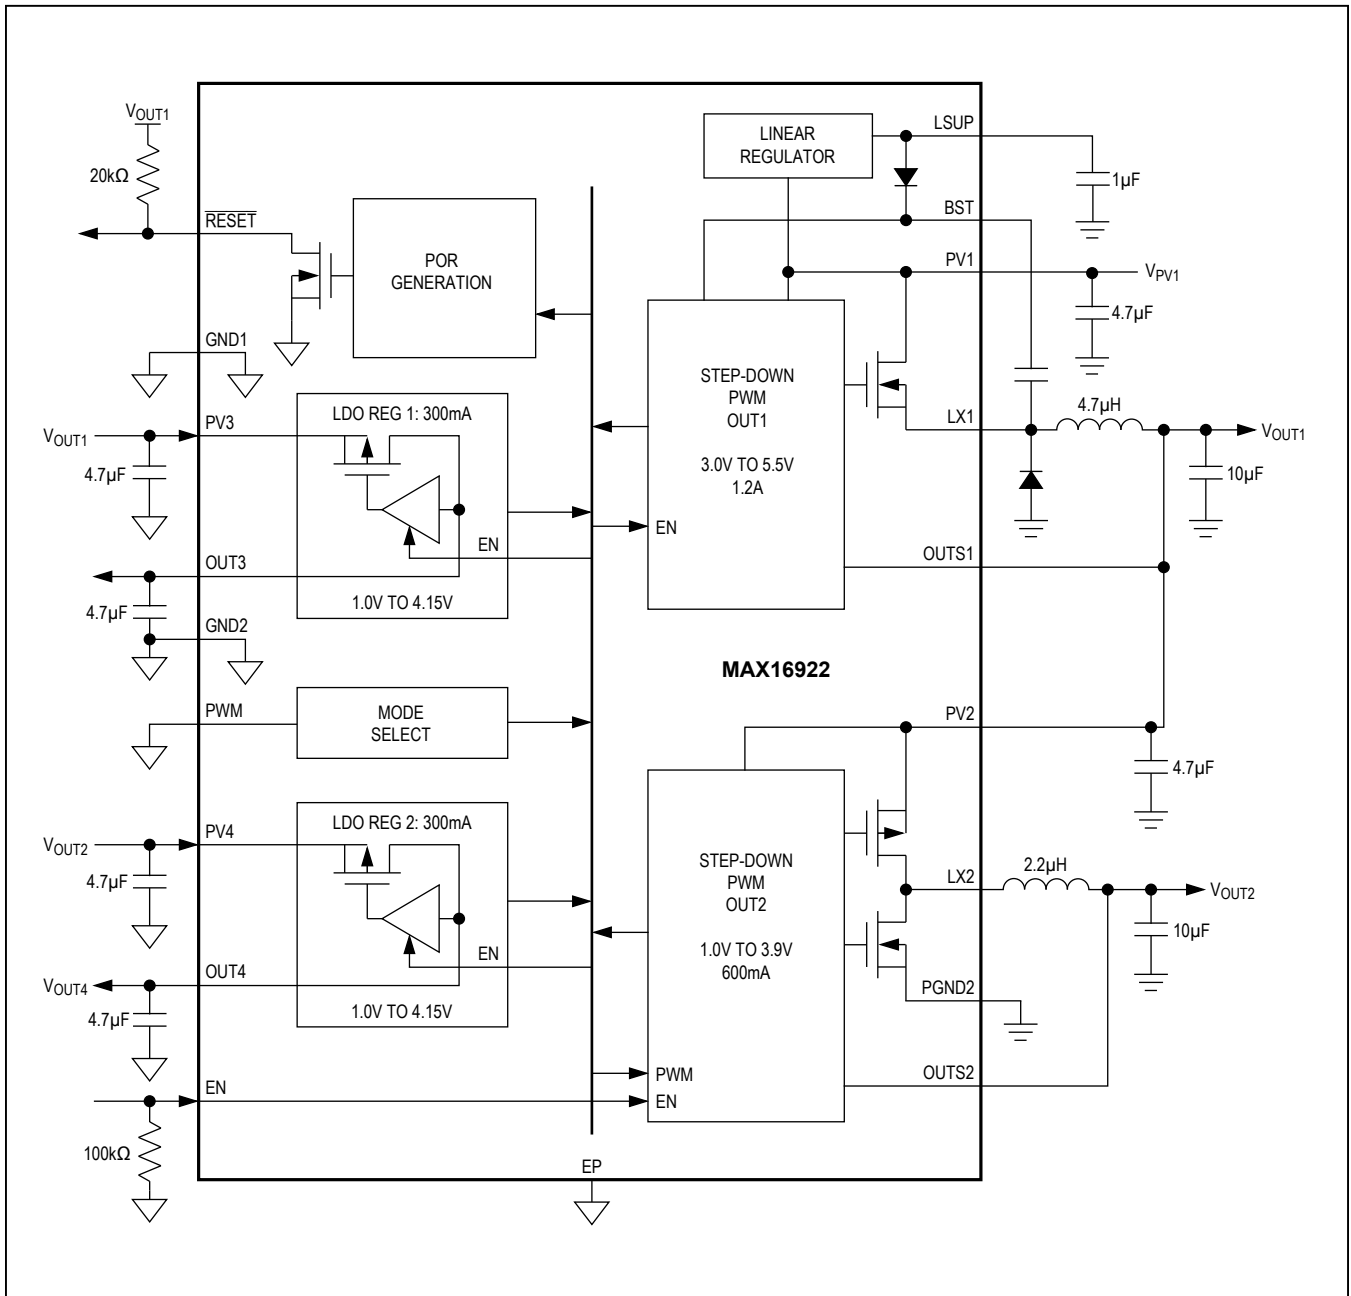 VOUT1
20kΩ
RESET
GND1
VOUT1
PV3
4.7µF
OUT3
4.7µF
GND2
PWM
VOUT2
PV4
4.7µF
VOUT4
OUT4
4.7µF
EN
100kΩ
POR
GENERATION
LDO REG 1: 300mA
EN
1.0V TO 4.15V
MODE
SELECT
LDO REG 2: 300mA
EN
1.0V TO 4.15V
EP
LINEAR
REGULATOR
STEP-DOWN
PWM
OUT1
3.0V TO 5.5V
1.2A
EN
MAX16922
STEP-DOWN
PWM
OUT2
1.0V TO 3.9V
600mA
PWM
EN
LSUP
1µF
BST
PV1
VPV1
4.7µF
LX1
4.7µH
VOUT1
10µF
OUTS1
PV2
4.7µF
LX2
2.2µH
VOUT2
10µF
PGND2
OUTS2